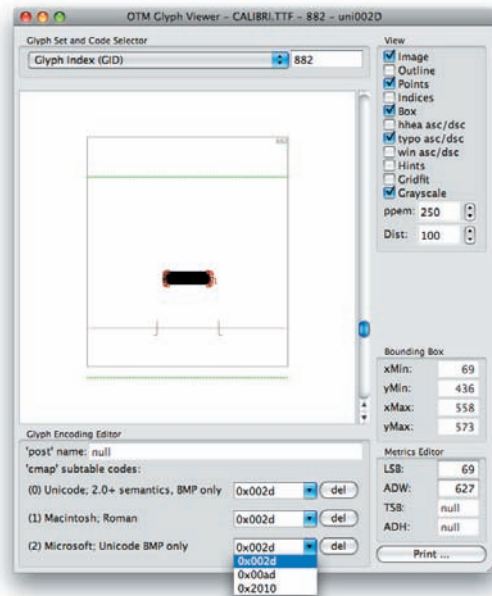 OTM Glyph Viewer – CALIBRI.TTF – 882 – uni002D
Glyph Set and Code Selector
Glyph Index (GID) 882
882
View
Image
Outline
Points
Indices
Box
hhea asc/dsc
typo asc/dsc
win asc/dsc
Hints
Gridfit
Grayscale
ppem: 250
Dist: 100
Bounding Box
xMin: 69
yMin: 436
xMax: 558
yMax: 573
Metrics Editor
LSB: 69
ADW: 627
TSB: null
ADH: null
Print ...
Glyph Encoding Editor
'post' name: null
'cmap' subtable codes:
(0) Unicode; 2.0+ semantics, BMP only 0x002d del
(1) Macintosh; Roman 0x002d del
(2) Microsoft; Unicode BMP only 0x002d del
0x002d
0x00ad
0x2010